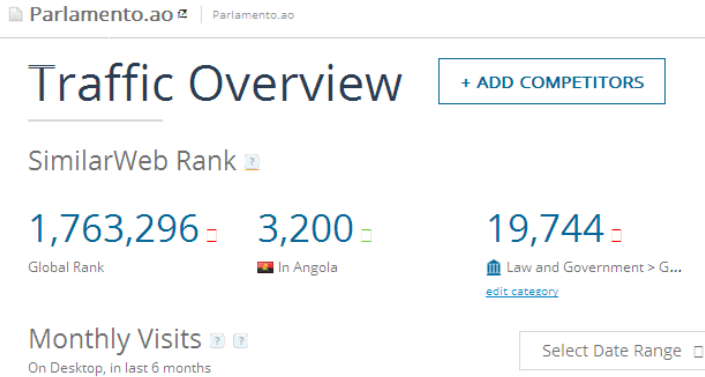 Parlamento.ao Parlamento.ao
Traffic Overview + ADD COMPETITORS
SimilarWeb Rank ?
1,763,296 3,200 19,744
Global Rank In Angola Law and Government > G...
edit category
Monthly Visits ? ? Select Date Range
On Desktop, in last 6 months